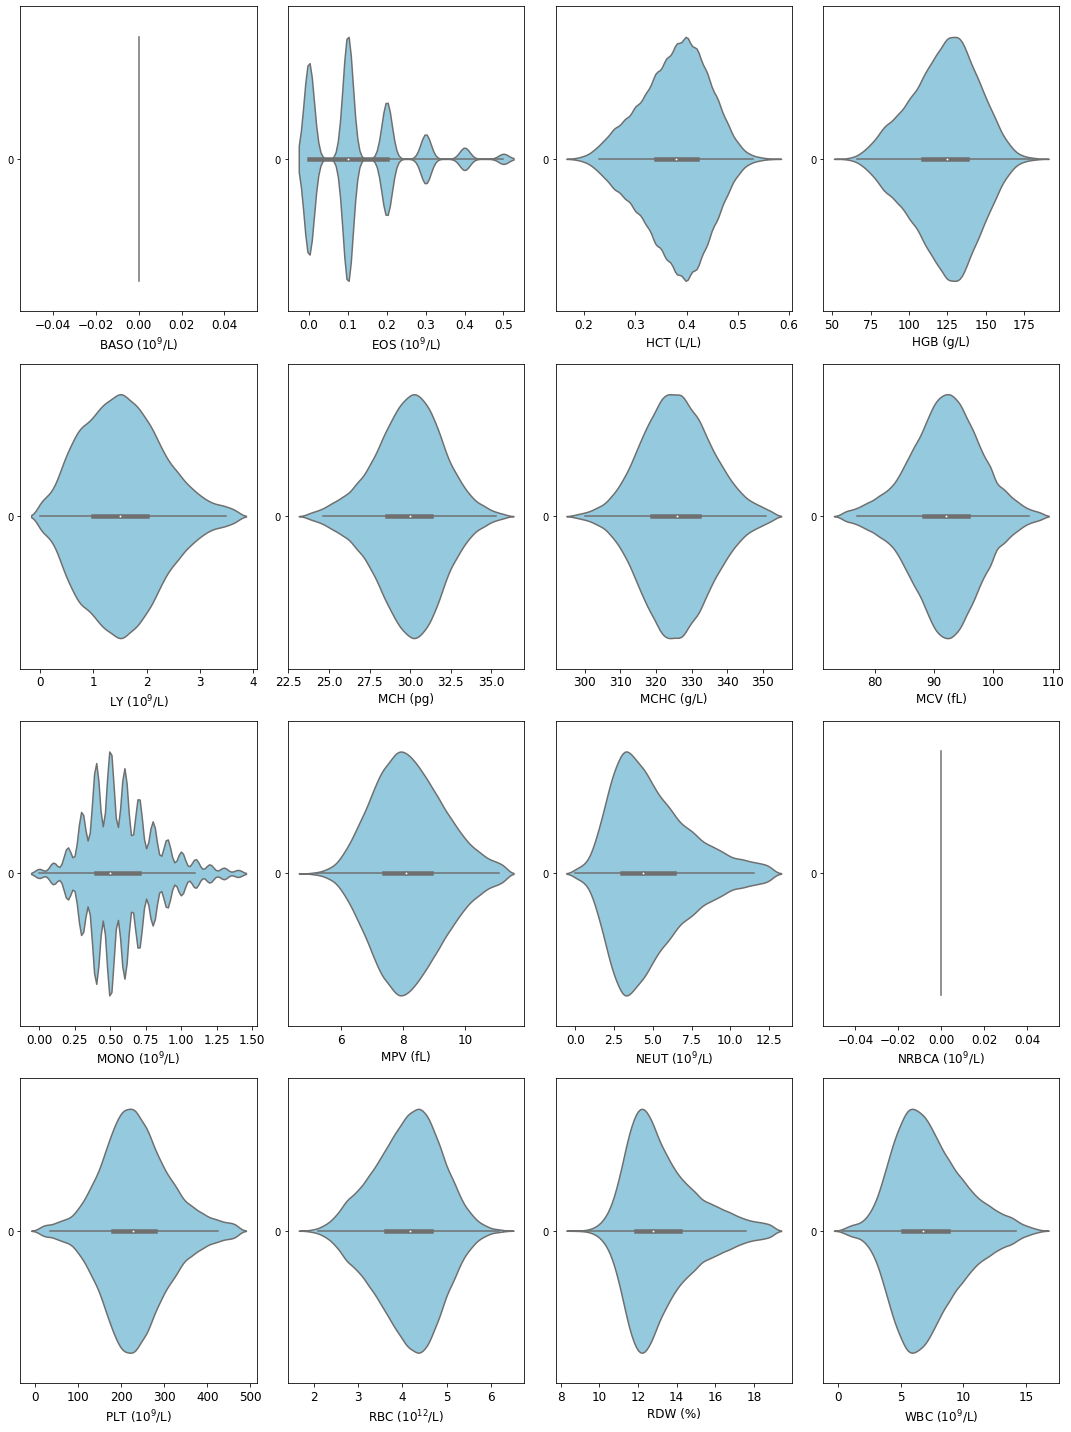 0 0 0 0
−0.04 −0.02 0.00 0.02 0.04 0.0 0.1 0.2 0.3 0.4 0.5 0.2 0.3 0.4 0.5 0.6 50 75 100 125 150 175
BASO (10⁹/L) EOS (10⁹/L) HCT (L/L) HGB (g/L)
0 0 0 0
0 1 2 3 4 22.5 25.0 27.5 30.0 32.5 35.0 300 310 320 330 340 350 80 90 100 110
LY (10⁹/L) MCH (pg) MCHC (g/L) MCV (fL)
0 0 0 0
0.00 0.25 0.50 0.75 1.00 1.25 1.50 6 8 10 0.0 2.5 5.0 7.5 10.0 12.5 −0.04 −0.02 0.00 0.02 0.04
MONO (10⁹/L) MPV (fL) NEUT (10⁹/L) NRBCA (10⁹/L)
0 0 0 0
0 100 200 300 400 500 2 3 4 5 6 8 10 12 14 16 18 0 5 10 15
PLT (10⁹/L) RBC (10¹²/L) RDW (%) WBC (10⁹/L)